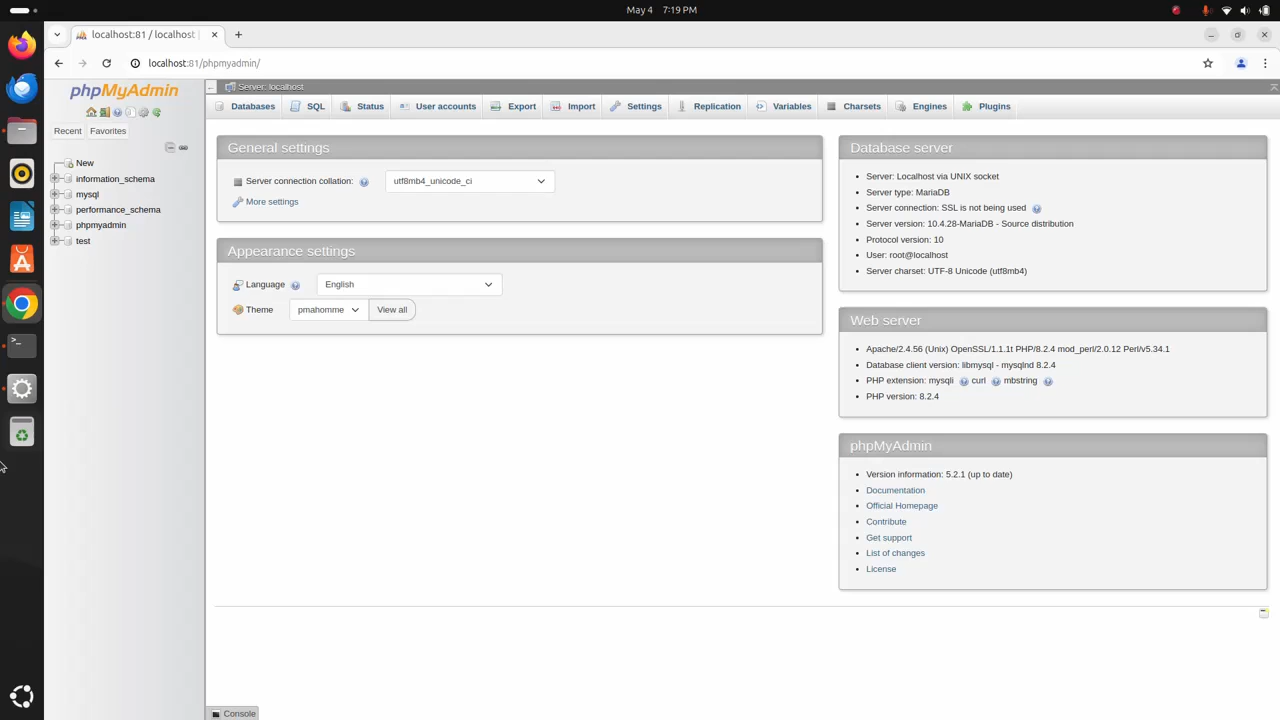 May 4 7:19 PM
localhost:81 / localhost |
localhost:81/phpmyadmin/
phpMyAdmin
Recent Favorites
New
information_schema
mysql
performance_schema
phpmyadmin
test
Server: localhost
Databases SQL Status User accounts Export Import Settings Replication Variables Charsets Engines Plugins
General settings
Server connection collation: utf8mb4_unicode_ci
More settings
Appearance settings
Language English
Theme pmahomme View all
Database server
Server: Localhost via UNIX socket
Server type: MariaDB
Server connection: SSL is not being used
Server version: 10.4.28-MariaDB - Source distribution
Protocol version: 10
User: root@localhost
Server charset: UTF-8 Unicode (utf8mb4)
Web server
Apache/2.4.56 (Unix) OpenSSL/1.1.1t PHP/8.2.4 mod_perl/2.0.12 Perl/v5.34.1
Database client version: libmysql - mysqlnd 8.2.4
PHP extension: mysqli curl mbstring
PHP version: 8.2.4
phpMyAdmin
Version information: 5.2.1 (up to date)
Documentation
Official Homepage
Contribute
Get support
List of changes
License
Console